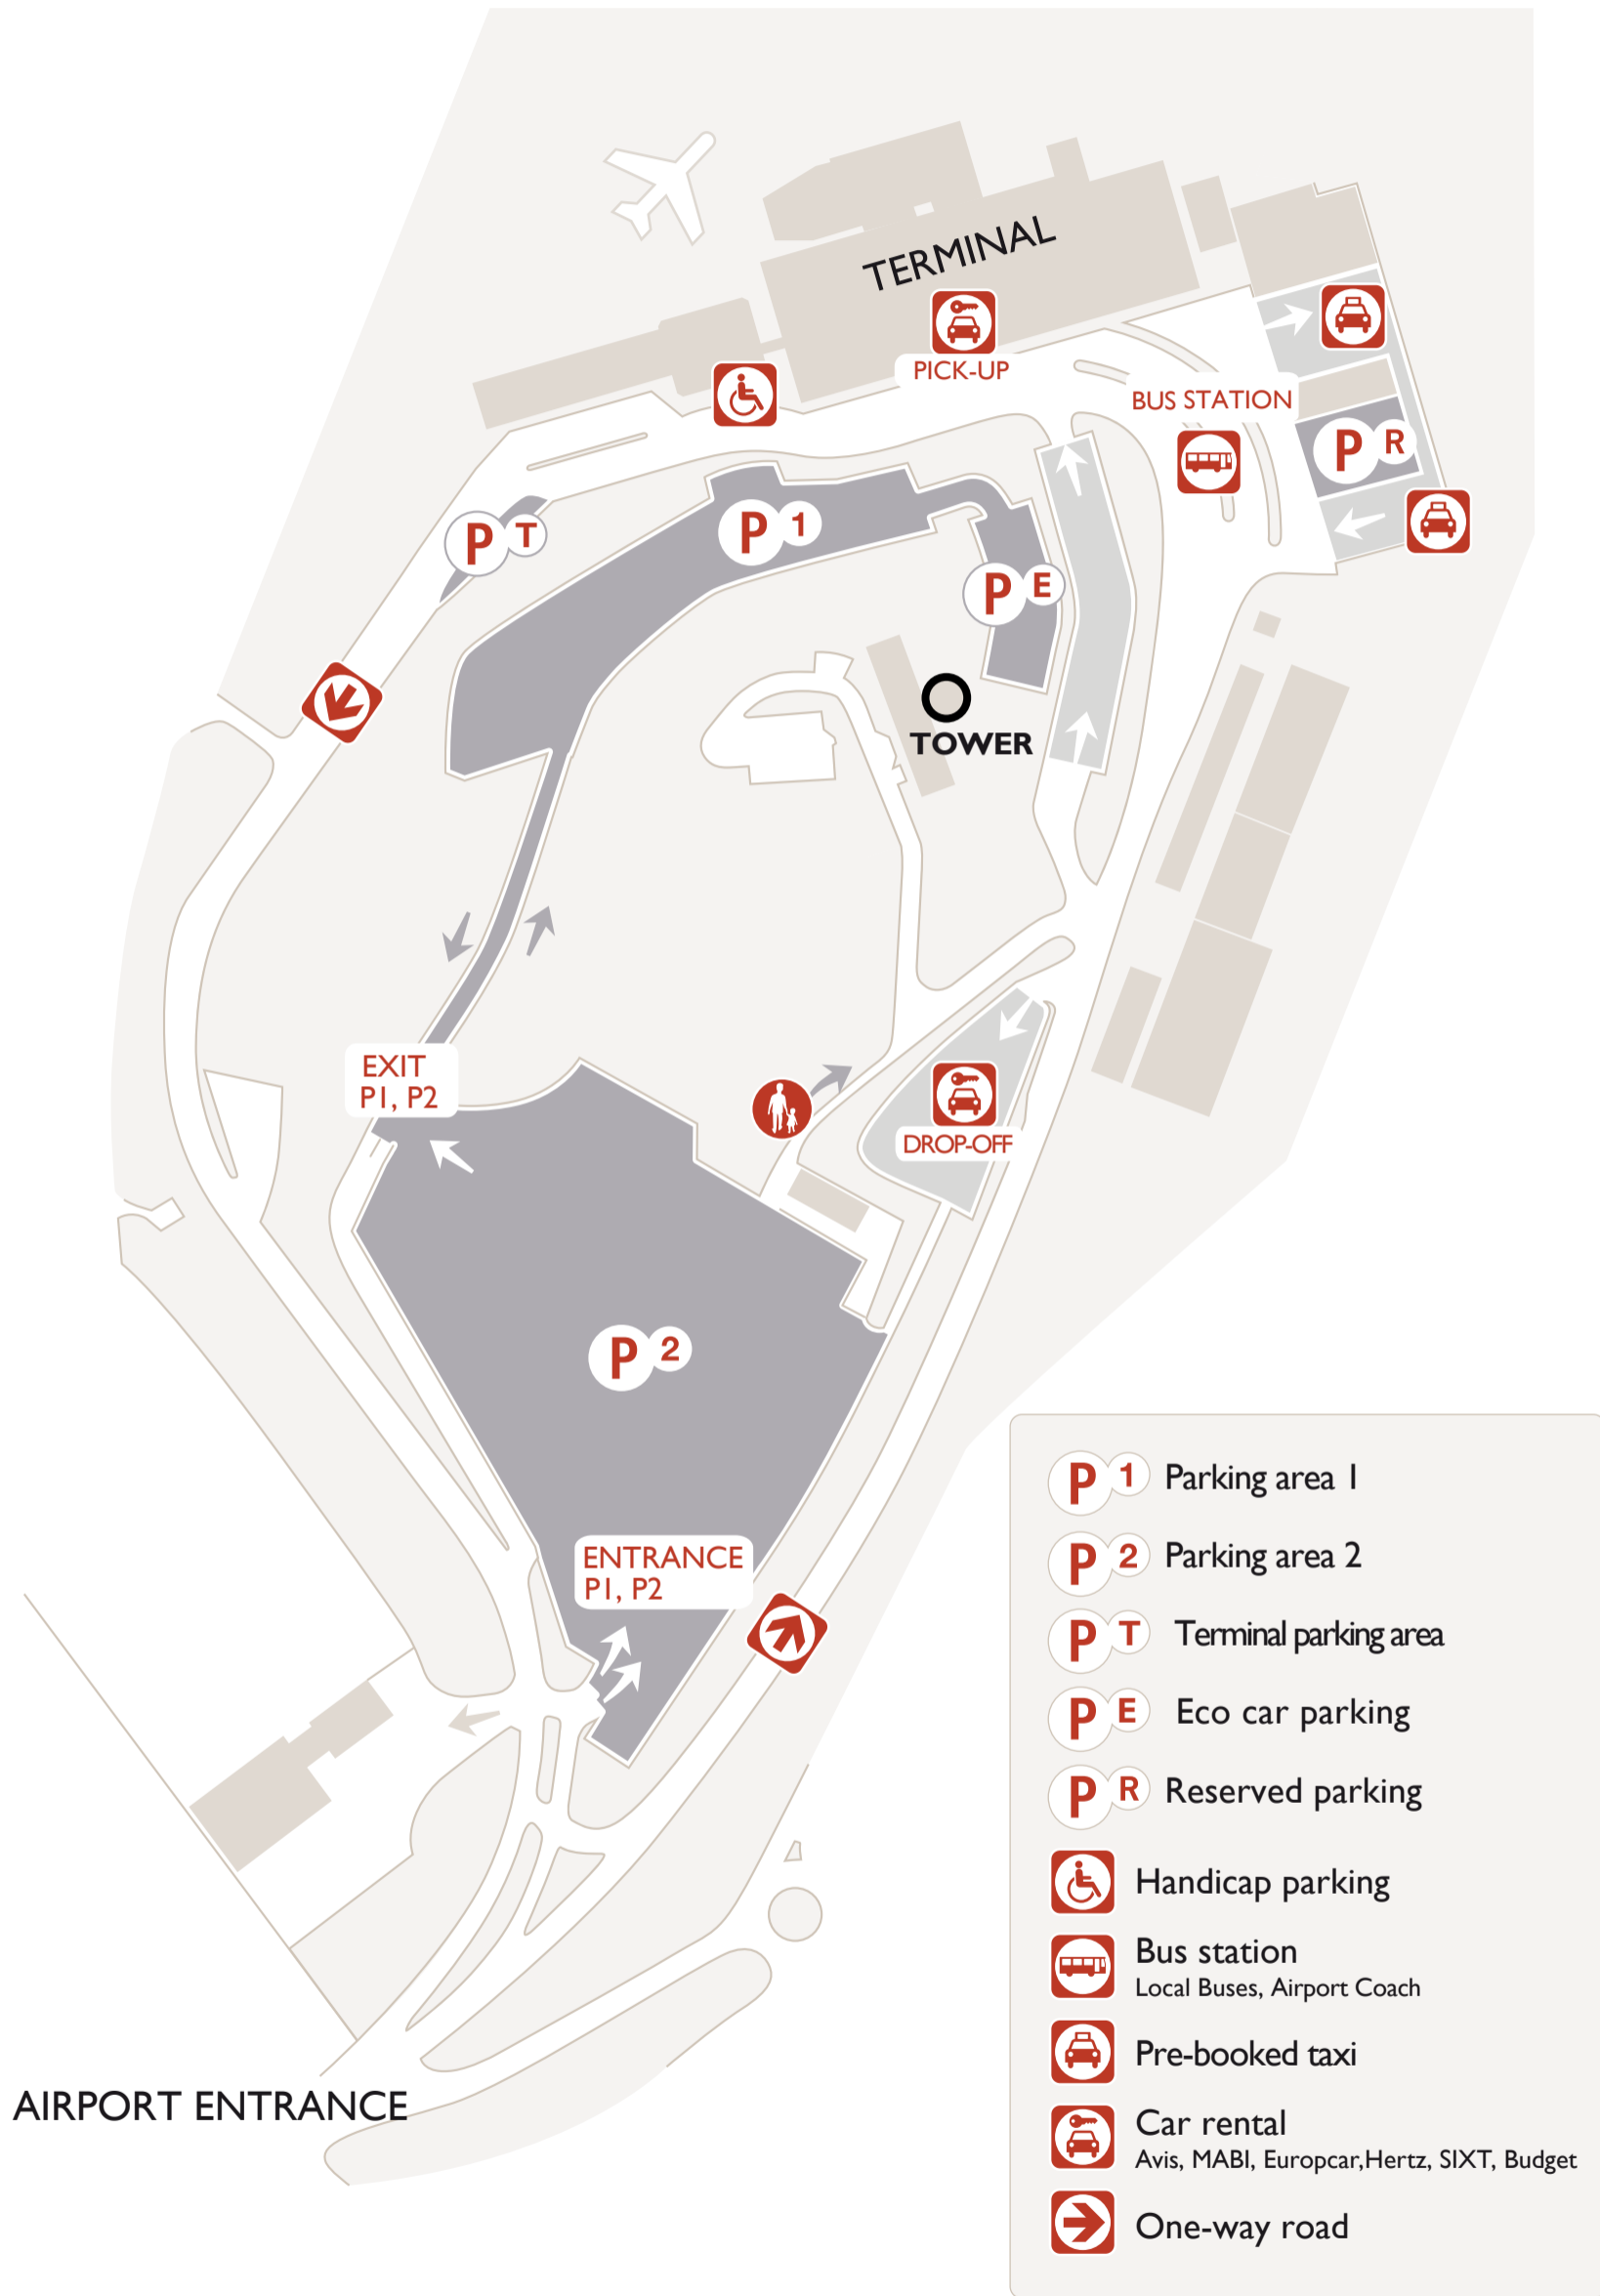 TERMINAL
PICK-UP
BUS STATION
P R
P T
P 1
P E
TOWER
EXIT
P1, P2
DROP-OFF
P 2
ENTRANCE
P1, P2
AIRPORT ENTRANCE
P 1 Parking area 1
P 2 Parking area 2
P T Terminal parking area
P E Eco car parking
P R Reserved parking
Handicap parking
Bus station
Local Buses, Airport Coach
Pre-booked taxi
Car rental
Avis, MABI, Europcar,Hertz, SIXT, Budget
One-way road